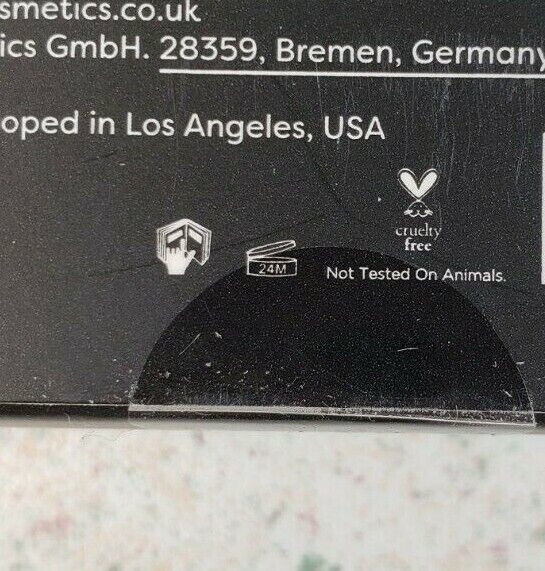 smetics.co.uk
ics GmbH. 28359, Bremen, Germany
oped in Los Angeles, USA
cruelty
free
24M
Not Tested On Animals.